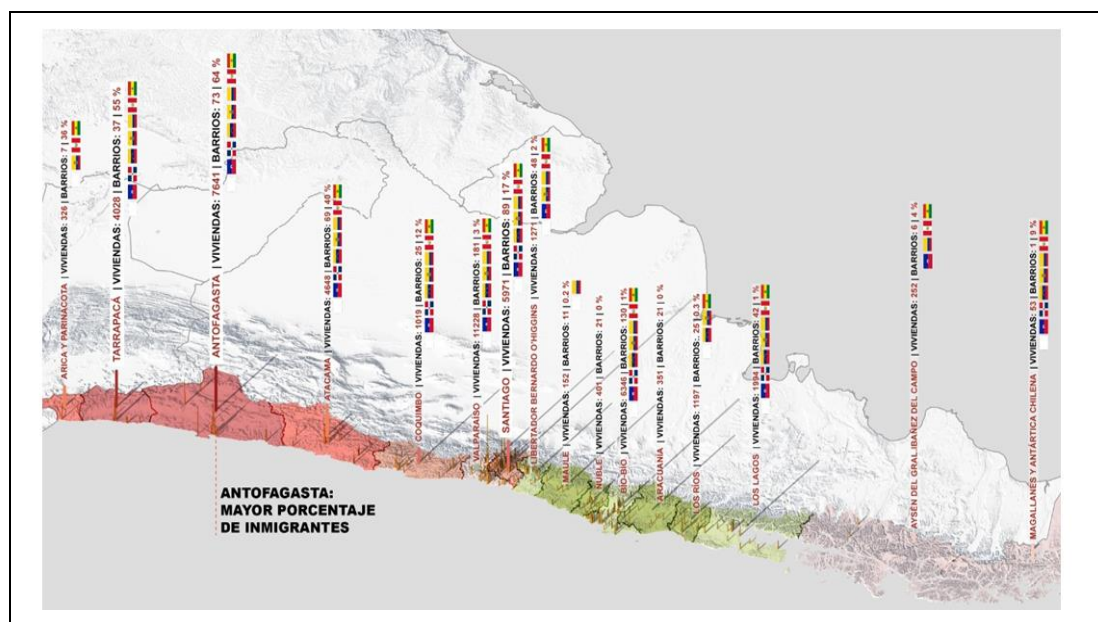 ARICA Y PARINACOTA | VIVIENDAS: 326 | BARRIOS: 7 | 36 %
TARRAPACÁ | VIVIENDAS: 4028 | BARRIOS: 37 | 55 %
ANTOFAGASTA | VIVIENDAS: 7641 | BARRIOS: 73 | 64 %
ATACAMA | VIVIENDAS: 4648 | BARRIOS: 69 | 40 %
COQUIMBO | VIVIENDAS: 1019 | BARRIOS: 25 | 12 %
VALPARAÍSO | VIVIENDAS: 11228 | BARRIOS: 181 | 3 %
SANTIAGO | VIVIENDAS: 5971 | BARRIOS: 89 | 17 %
LIBERTADOR BERNARDO O'HIGGINS | VIVIENDAS: 1271 | BARRIOS: 48 | 2 %
MAULE | VIVIENDAS: 152 | BARRIOS: 11 | 0.2 %
ÑUBLE | VIVIENDAS: 401 | BARRIOS: 21 | 0 %
BIO-BIO | VIVIENDAS: 6346 | BARRIOS: 130 | 1%
ARACUANÍA | VIVIENDAS: 351 | BARRIOS: 21 | 0 %
LOS RIOS | VIVIENDAS: 1197 | BARRIOS: 25 | 0.3 %
LOS LAGOS | VIVIENDAS: 1994 | BARRIOS: 42 | 1 %
AYSEN DEL GRAL IBAÑEZ DEL CAMPO | VIVIENDAS: 252 | BARRIOS: 6 | 4 %
MAGALLANES Y ANTÁRTICA CHILENA | VIVIENDAS: 53 | BARRIOS: 1 | 9 %
ANTOFAGASTA:
MAYOR PORCENTAJE
DE INMIGRANTES